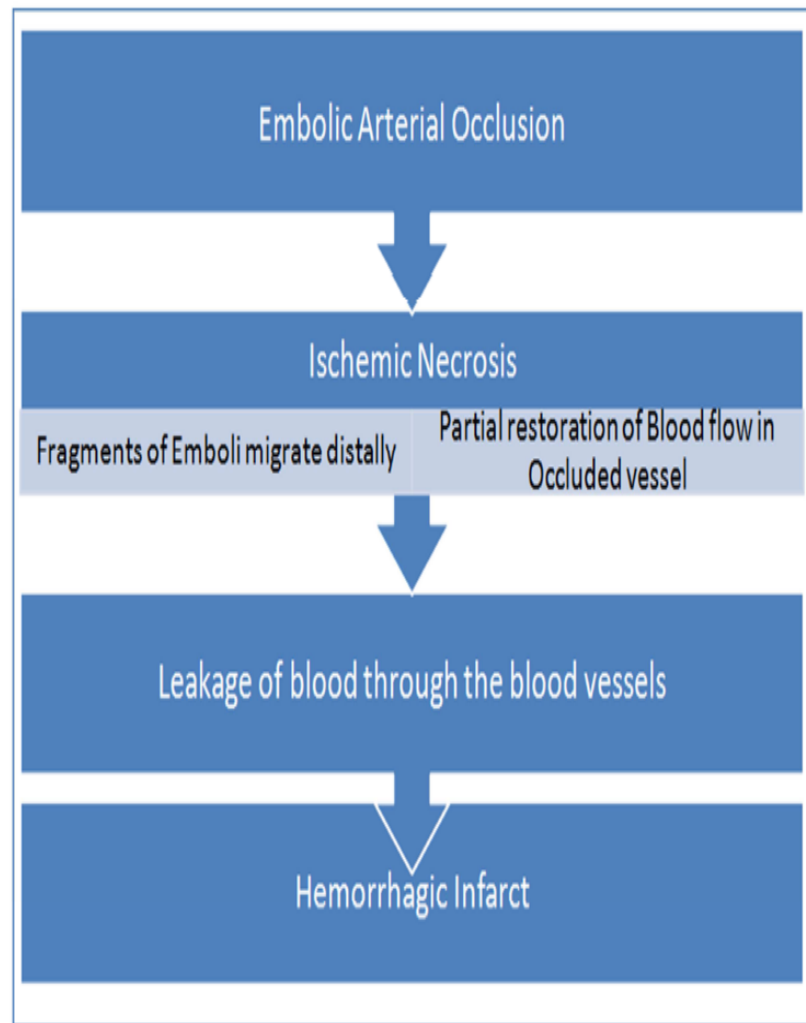 Embolic Arterial Occlusion
Ischemic Necrosis
Fragments of Emboli migrate distally
Partial restoration of Blood flow in
Occluded vessel
Leakage of blood through the blood vessels
Hemorrhagic Infarct